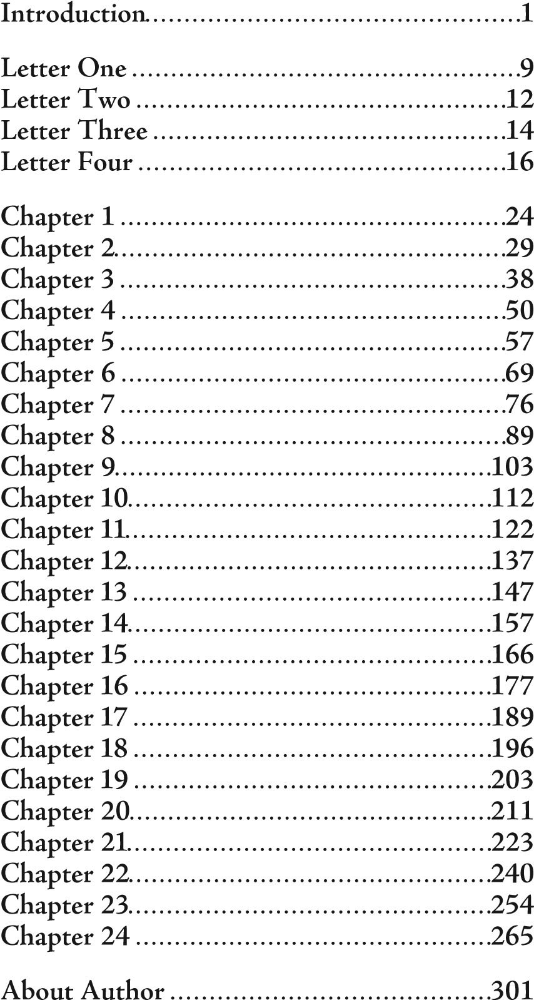 Introduction................................................1
Letter One ..................................................9
Letter Two ................................................12
Letter Three ..............................................14
Letter Four ................................................16
Chapter 1 ..................................................24
Chapter 2..................................................29
Chapter 3 ..................................................38
Chapter 4 ..................................................50
Chapter 5 ..................................................57
Chapter 6 ..................................................69
Chapter 7 ..................................................76
Chapter 8 ..................................................89
Chapter 9................................................103
Chapter 10..............................................112
Chapter 11..............................................122
Chapter 12..............................................137
Chapter 13 ..............................................147
Chapter 14..............................................157
Chapter 15 ..............................................166
Chapter 16 ..............................................177
Chapter 17 ..............................................189
Chapter 18 ..............................................196
Chapter 19 ..............................................203
Chapter 20..............................................211
Chapter 21..............................................223
Chapter 22..............................................240
Chapter 23..............................................254
Chapter 24 ..............................................265
About Author ..........................................301